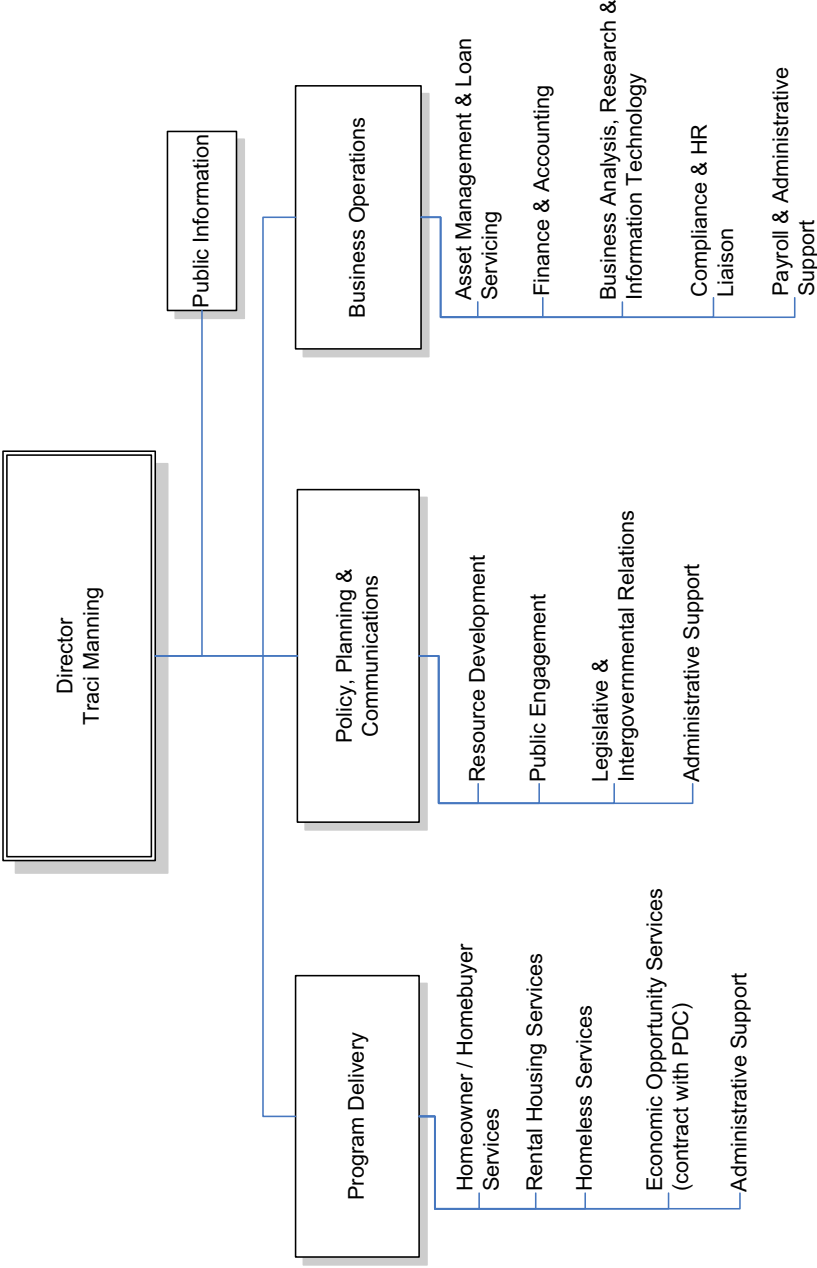 Director
Traci Manning
Public Information
Program Delivery
Homeowner / Homebuyer
Services
Rental Housing Services
Homeless Services
Economic Opportunity Services
(contract with PDC)
Administrative Support
Policy, Planning &
Communications
Resource Development
Public Engagement
Legislative &
Intergovernmental Relations
Administrative Support
Business Operations
Asset Management & Loan
Servicing
Finance & Accounting
Business Analysis, Research &
Information Technology
Compliance & HR
Liaison
Payroll & Administrative
Support